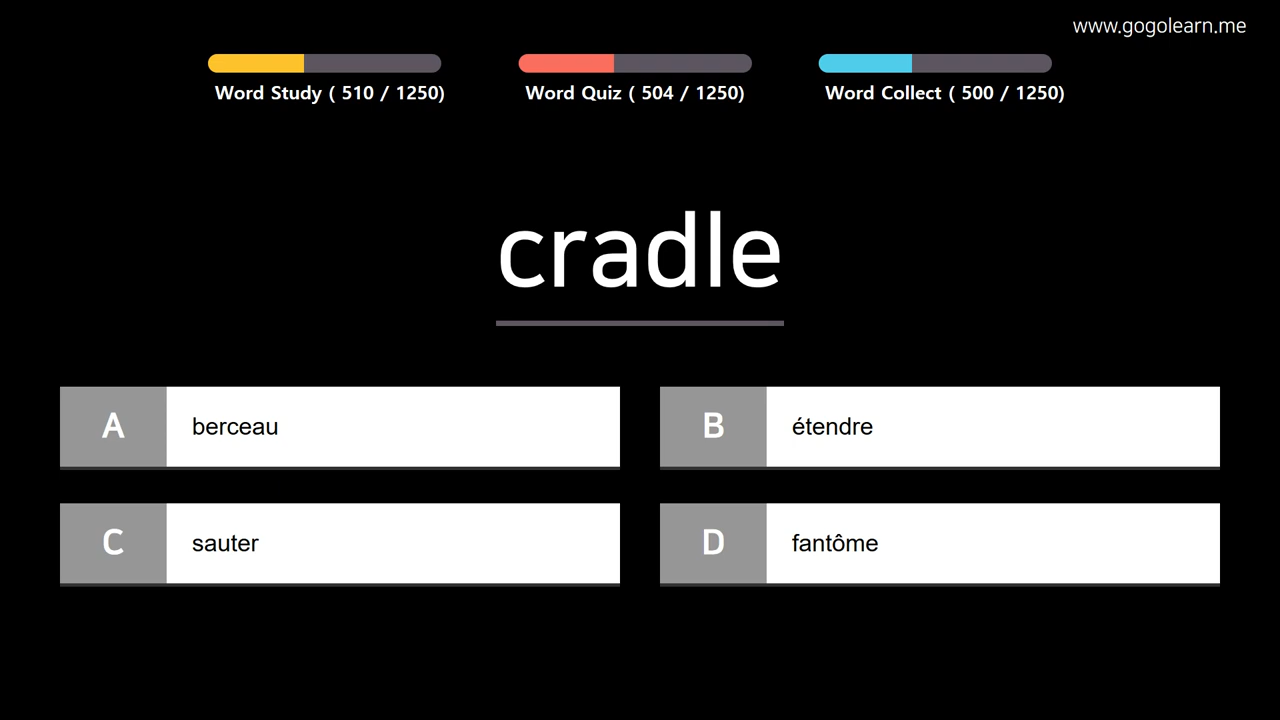 www.gogolearn.me
Word Study ( 510 / 1250)
Word Quiz ( 504 / 1250)
Word Collect ( 500 / 1250)
cradle
A berceau
B étendre
C sauter
D fantôme